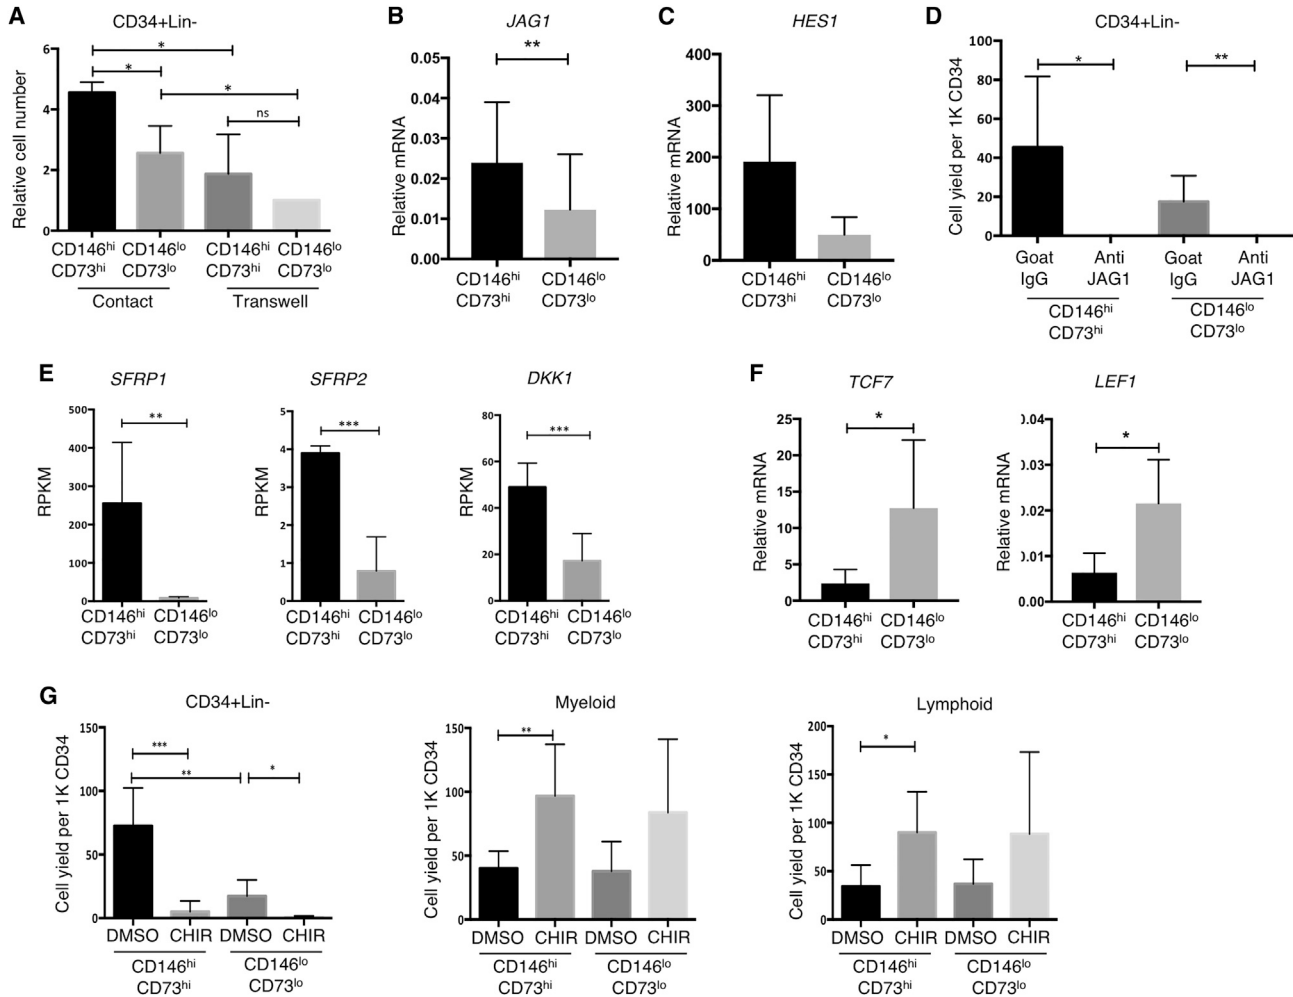 A
CD34+Lin-
Relative cell number
6
4
2
0
*
*
*
ns
CD146hi
CD73hi
CD146lo
CD73lo
CD146hi
CD73hi
CD146lo
CD73lo
Contact
Transwell
B
JAG1
Relative mRNA
0.05
0.04
0.03
0.02
0.01
0.00
**
CD146hi
CD73hi
CD146lo
CD73lo
C
HES1
Relative mRNA
400
300
200
100
0
CD146hi
CD73hi
CD146lo
CD73lo
D
CD34+Lin-
Cell yield per 1K CD34
100
80
60
40
20
0
*
**
Goat
IgG
Anti
JAG1
Goat
IgG
Anti
JAG1
CD146hi
CD73hi
CD146lo
CD73lo
E
SFRP1
RPKM
500
400
300
200
100
0
**
CD146hi
CD73hi
CD146lo
CD73lo
SFRP2
RPKM
5
4
3
2
1
0
***
CD146hi
CD73hi
CD146lo
CD73lo
DKK1
RPKM
80
60
40
20
0
***
CD146hi
CD73hi
CD146lo
CD73lo
F
TCF7
Relative mRNA
25
20
15
10
5
0
*
CD146hi
CD73hi
CD146lo
CD73lo
LEF1
Relative mRNA
0.04
0.03
0.02
0.01
0.00
*
CD146hi
CD73hi
CD146lo
CD73lo
G
CD34+Lin-
Cell yield per 1K CD34
150
100
50
0
***
**
*
DMSO CHIR DMSO CHIR
CD146hi
CD73hi
CD146lo
CD73lo
Myeloid
Cell yield per 1K CD34
150
100
50
0
**
DMSO CHIR DMSO CHIR
CD146hi
CD73hi
CD146lo
CD73lo
Lymphoid
Cell yield per 1K CD34
200
150
100
50
0
*
DMSO CHIR DMSO CHIR
CD146hi
CD73hi
CD146lo
CD73lo